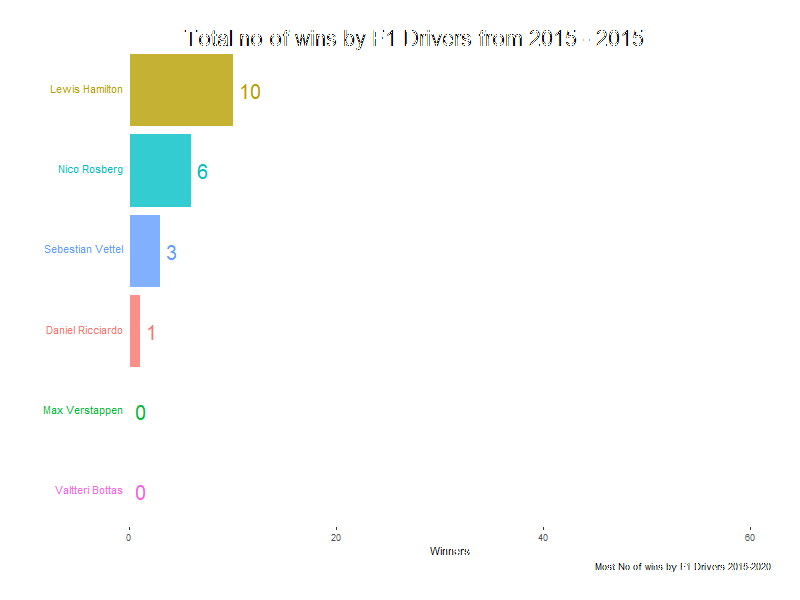 Total no of wins by F1 Drivers from 2015 - 2015
Lewis Hamilton 10
Nico Rosberg 6
Sebestian Vettel 3
Daniel Ricciardo 1
Max Verstappen 0
Valtteri Bottas 0
0 20 40 60
Winners
Most No of wins by F1 Drivers 2015-2020